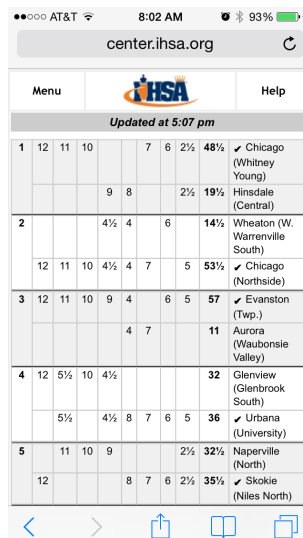 AT&T 8:02 AM 93%
center.ihsa.org
Menu IHSA Help
Updated at 5:07 pm
1 12 11 10 7 6 2½ 48½ ✔ Chicago
(Whitney
Young)
9 8 2½ 19½ Hinsdale
(Central)
2 4½ 4 6 14½ Wheaton (W.
Warrenville
South)
12 11 10 4½ 4 7 5 53½ ✔ Chicago
(Northside)
3 12 11 10 9 4 6 5 57 ✔ Evanston
(Twp.)
4 7 11 Aurora
(Waubonsie
Valley)
4 12 5½ 10 4½ 32 Glenview
(Glenbrook
South)
5½ 4½ 8 7 6 5 36 ✔ Urbana
(University)
5 11 10 9 2½ 32½ Naperville
(North)
12 8 7 6 2½ 35½ ✔ Skokie
(Niles North)